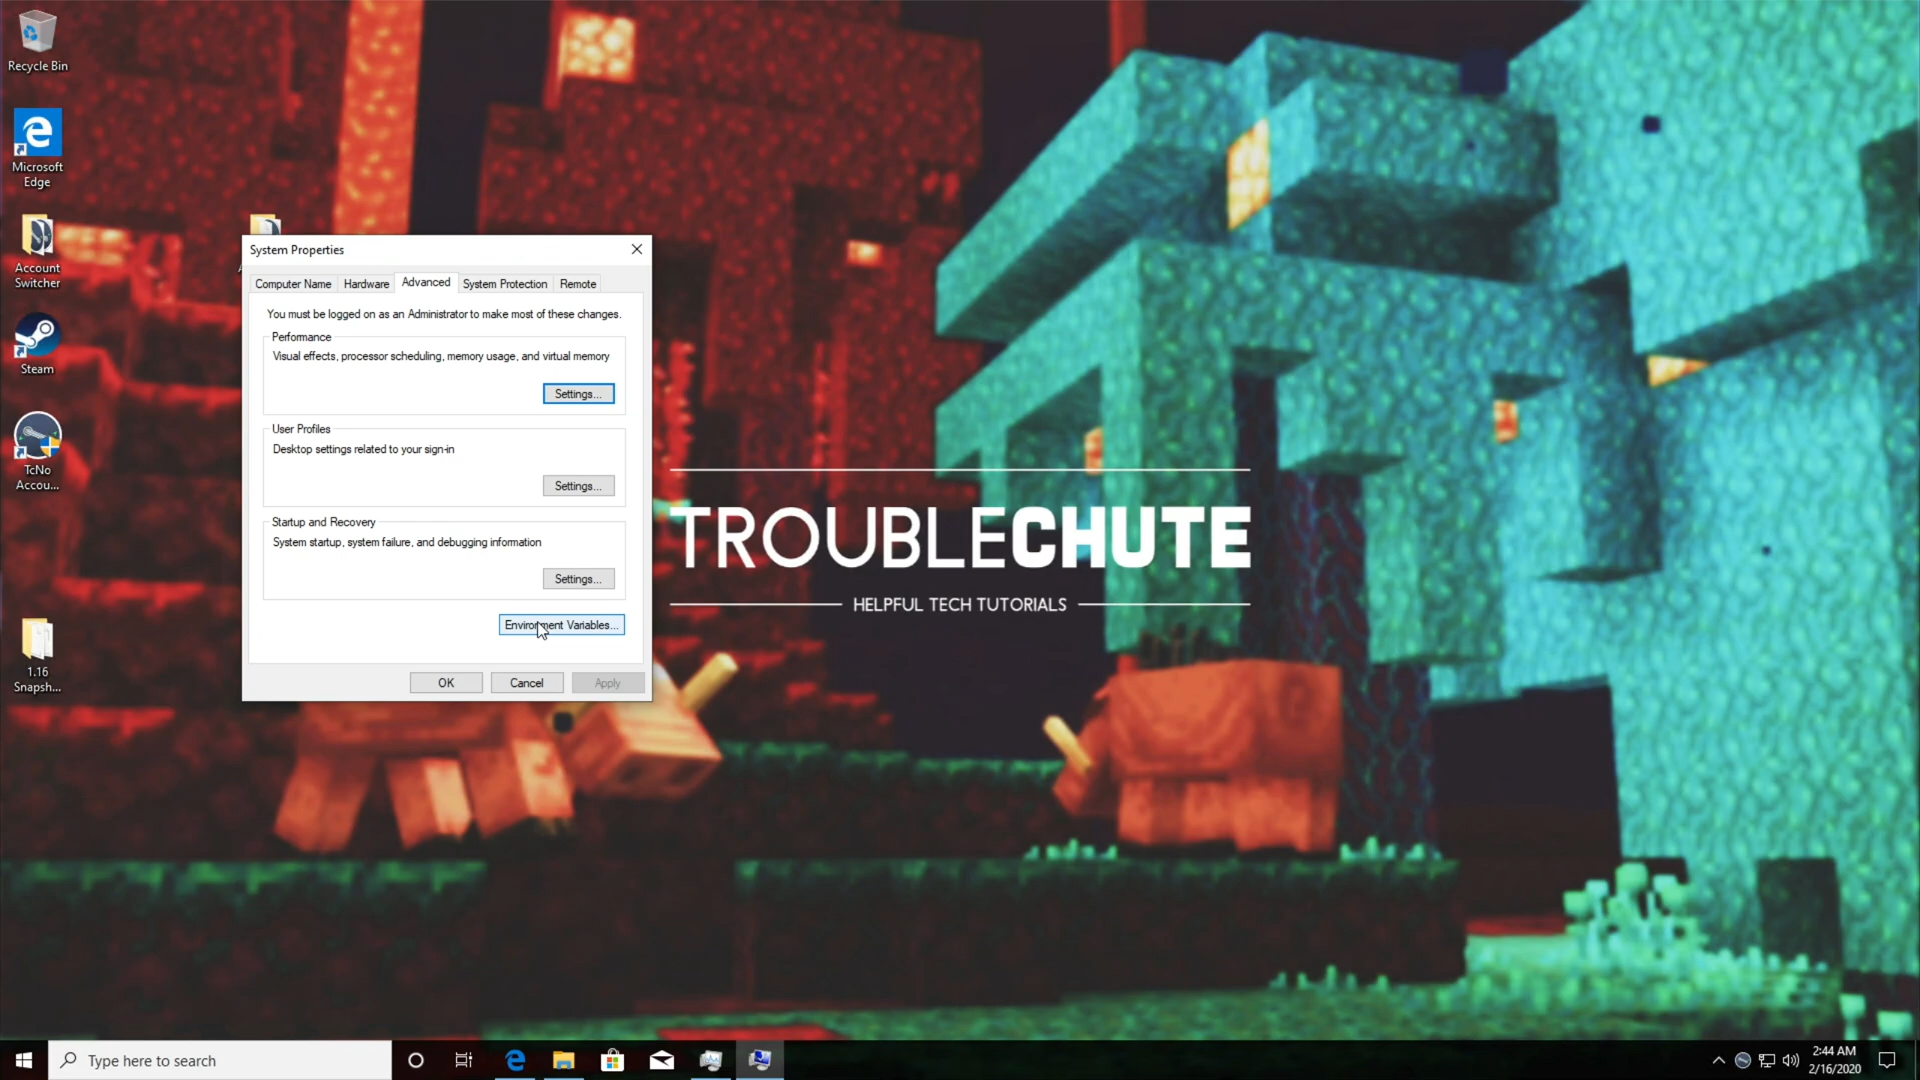 Recycle Bin
Microsoft
Edge
Account
Switcher
Steam
TcNo
Accou...
1.16
Snapsh...
System Properties
Computer Name
Hardware
Advanced
System Protection
Remote
You must be logged on as an Administrator to make most of these changes.
Performance
Visual effects, processor scheduling, memory usage, and virtual memory
Settings...
User Profiles
Desktop settings related to your sign-in
Settings...
Startup and Recovery
System startup, system failure, and debugging information
Settings...
Environment Variables...
OK
Cancel
Apply
TROUBLECHUTE
HELPFUL TECH TUTORIALS
Type here to search
2:44 AM
2/16/2020